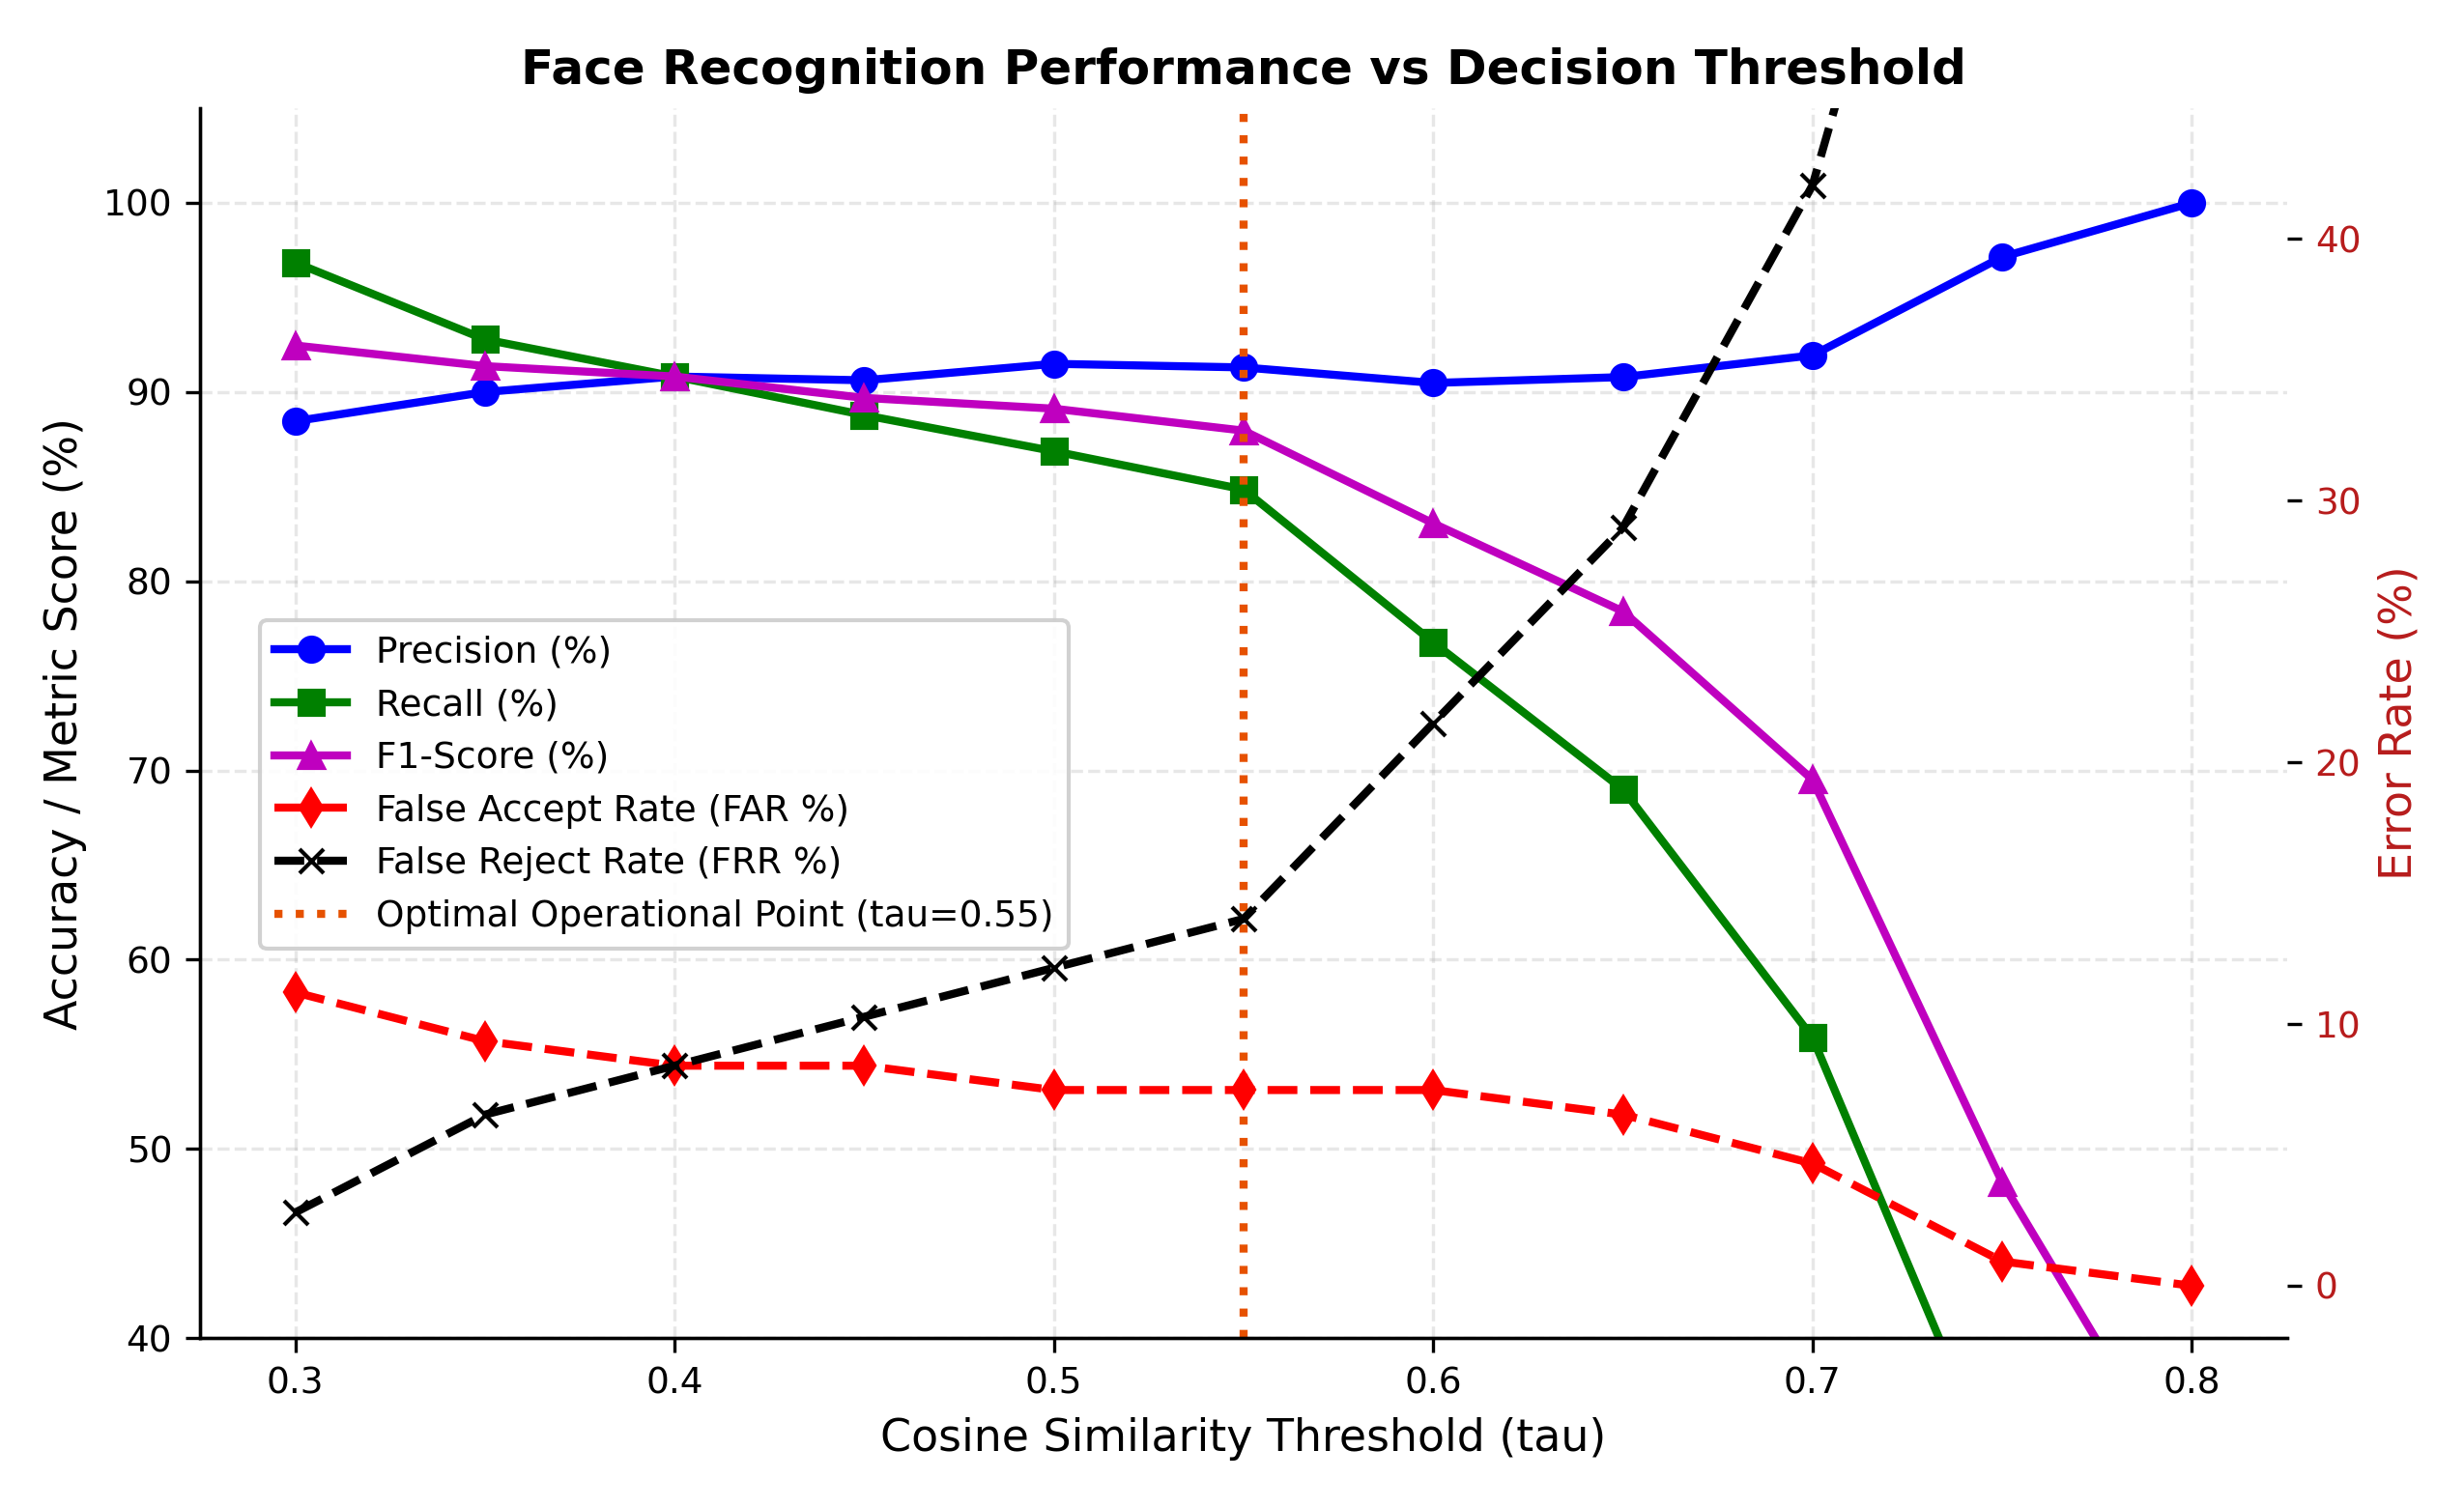 Face Recognition Performance vs Decision Threshold
Accuracy / Metric Score (%)
100
90
80
70
60
50
40
Precision (%)
Recall (%)
F1-Score (%)
False Accept Rate (FAR %)
False Reject Rate (FRR %)
Optimal Operational Point (tau=0.55)
40
30
20
10
0
Error Rate (%)
0.3 0.4 0.5 0.6 0.7 0.8
Cosine Similarity Threshold (tau)